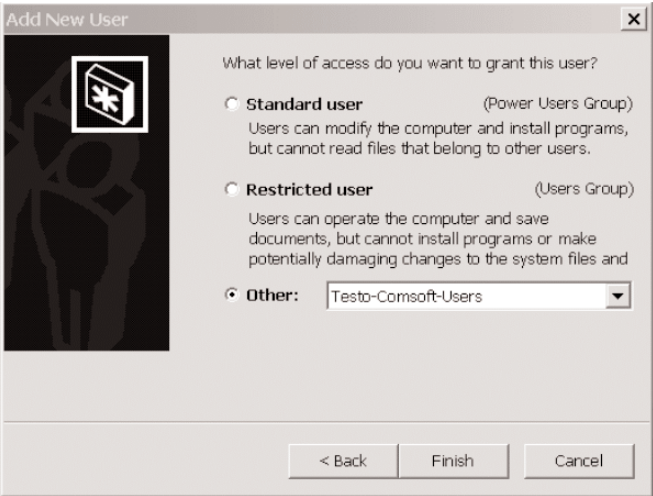 Add New User
What level of access do you want to grant this user?
Standard user (Power Users Group)
Users can modify the computer and install programs,
but cannot read files that belong to other users.
Restricted user (Users Group)
Users can operate the computer and save
documents, but cannot install programs or make
potentially damaging changes to the system files and
Other: Testo-Comsoft-Users
< Back Finish Cancel